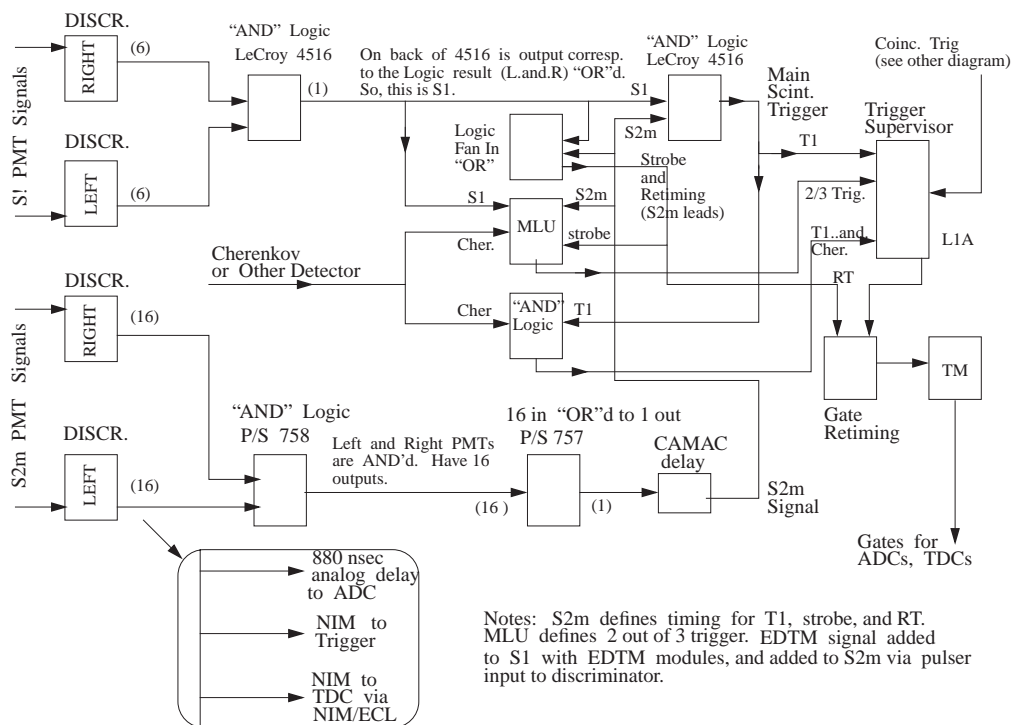 DISCR.
(6)
RIGHT
S! PMT Signals
LEFT
(6)
"AND" Logic
LeCroy 4516
(1)
On back of 4516 is output corresp.
to the Logic result (L.and.R) "OR"d.
So, this is S1.
"AND" Logic
LeCroy 4516
S1
S2m
Main
Scint.
Trigger
Coinc. Trig
(see other diagram)
Trigger
Supervisor
T1
2/3 Trig.
T1..and.
Cher.
L1A
RT
Logic
Fan In
"OR"
Strobe
and
Retiming
(S2m leads)
S1
S2m
MLU
Cher.
strobe
Cherenkov
or Other Detector
Cher
"AND"
Logic
T1
DISCR.
(16)
RIGHT
S2m PMT Signals
DISCR.
LEFT
(16)
"AND" Logic
P/S 758
Left and Right PMTs
are AND'd. Have 16
outputs.
16 in "OR"d to 1 out
P/S 757
(16 )
(1)
CAMAC
delay
S2m
Signal
Gate
Retiming
TM
Gates for
ADCs, TDCs
880 nsec
analog delay
to ADC
NIM to
Trigger
NIM to
TDC via
NIM/ECL
Notes: S2m defines timing for T1, strobe, and RT.
MLU defines 2 out of 3 trigger. EDTM signal added
to S1 with EDTM modules, and added to S2m via pulser
input to discriminator.